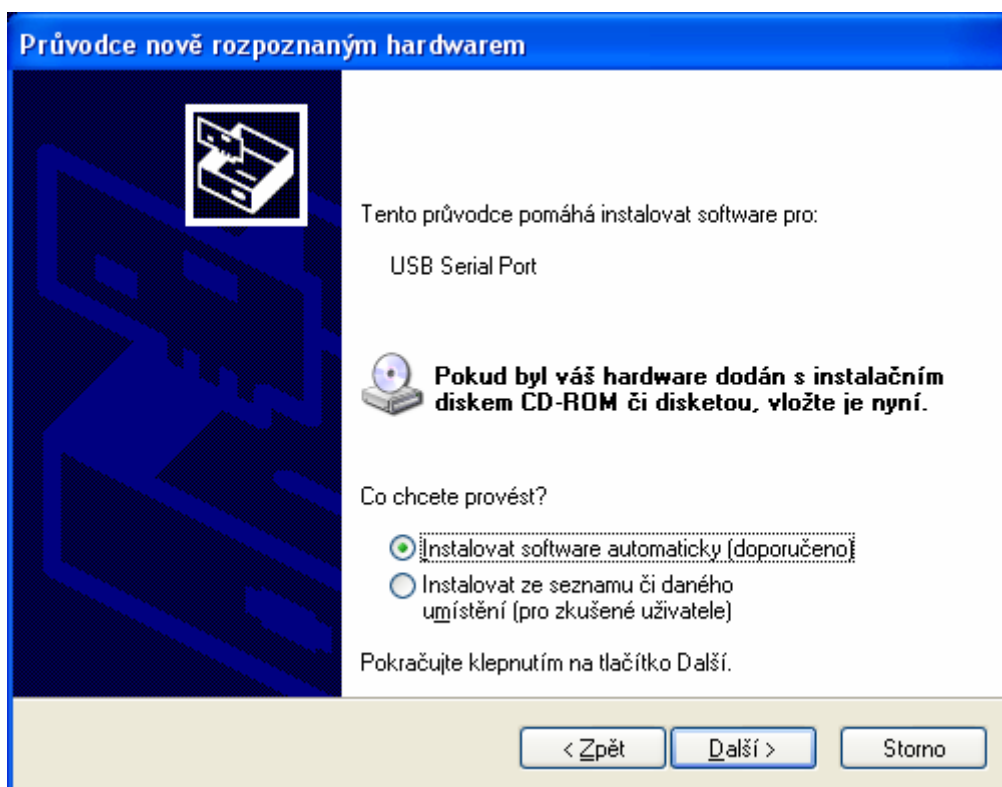 Průvodce nově rozpoznaným hardwarem
Tento průvodce pomáhá instalovat software pro:
USB Serial Port
Pokud byl váš hardware dodán s instalačním
diskem CD-ROM či disketou, vložte je nyní.
Co chcete provést?
Instalovat software automaticky (doporučeno)
Instalovat ze seznamu či daného
umístění (pro zkušené uživatele)
Pokračujte klepnutím na tlačítko Další.
< Zpět
Další >
Storno